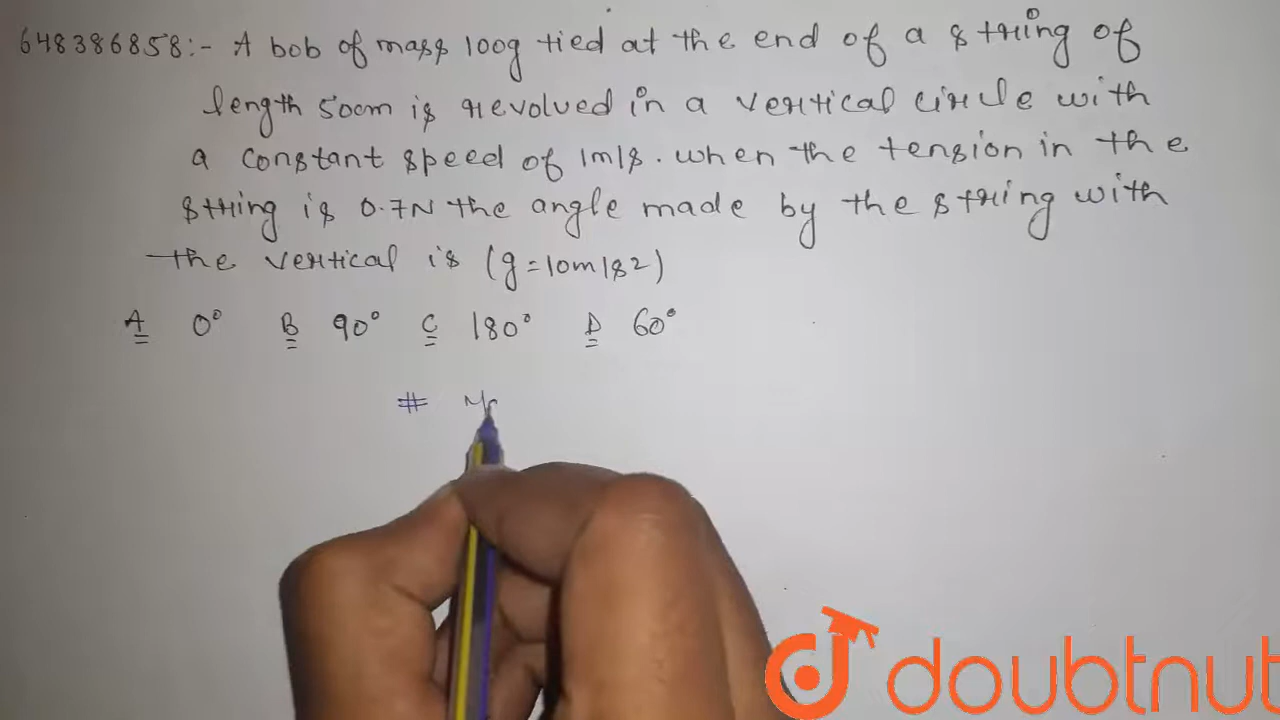 648386858:- A bob of mass 100g tied at the end of a string of
length 50cm is revolved in a vertical circle with
a constant speed of 1m/s. when the tension in the
string is 0.7N the angle made by the string with
the vertical is (g=10m/s2)
A 0° B 90° C 180° D 60°
#
doubtnut